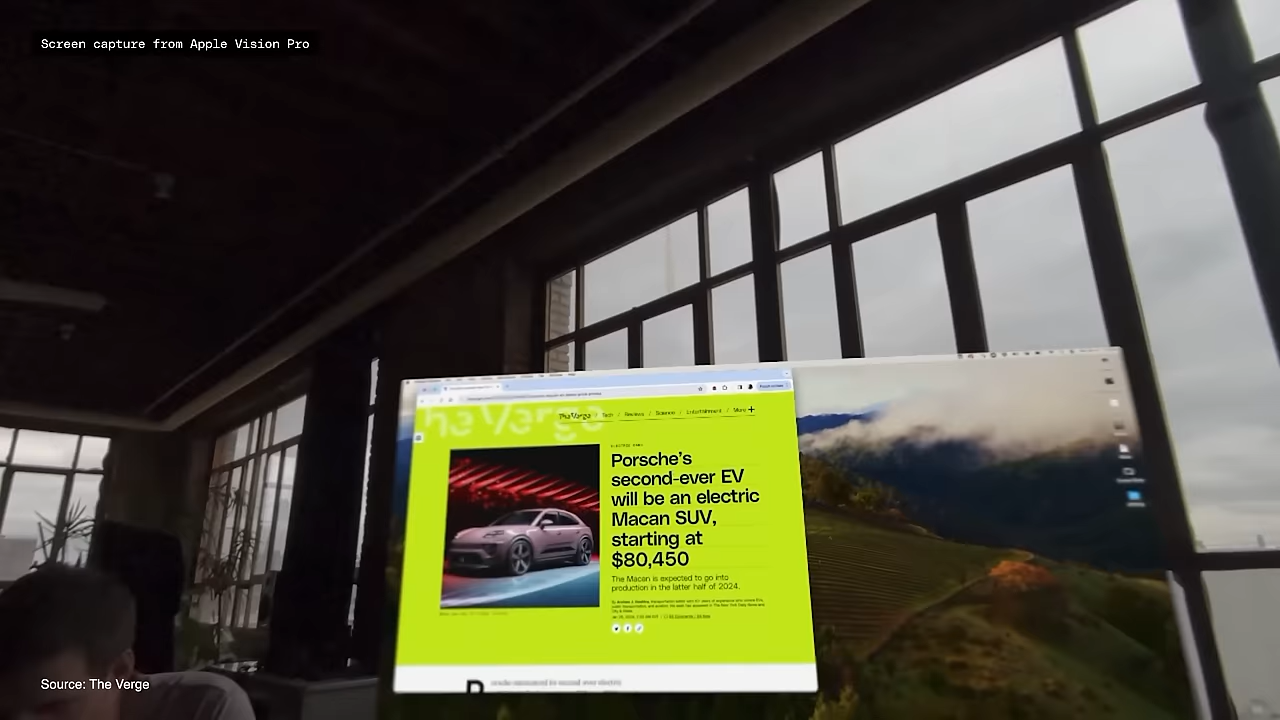 Screen capture from Apple Vision Pro
The Verge
The Verge / Tech / Reviews / Science / Entertainment / More +
Porsche's
second-ever EV
will be an electric
Macan SUV,
starting at
$80,450
The Macan is expected to go into
production in the latter half of 2024.
Source: The Verge